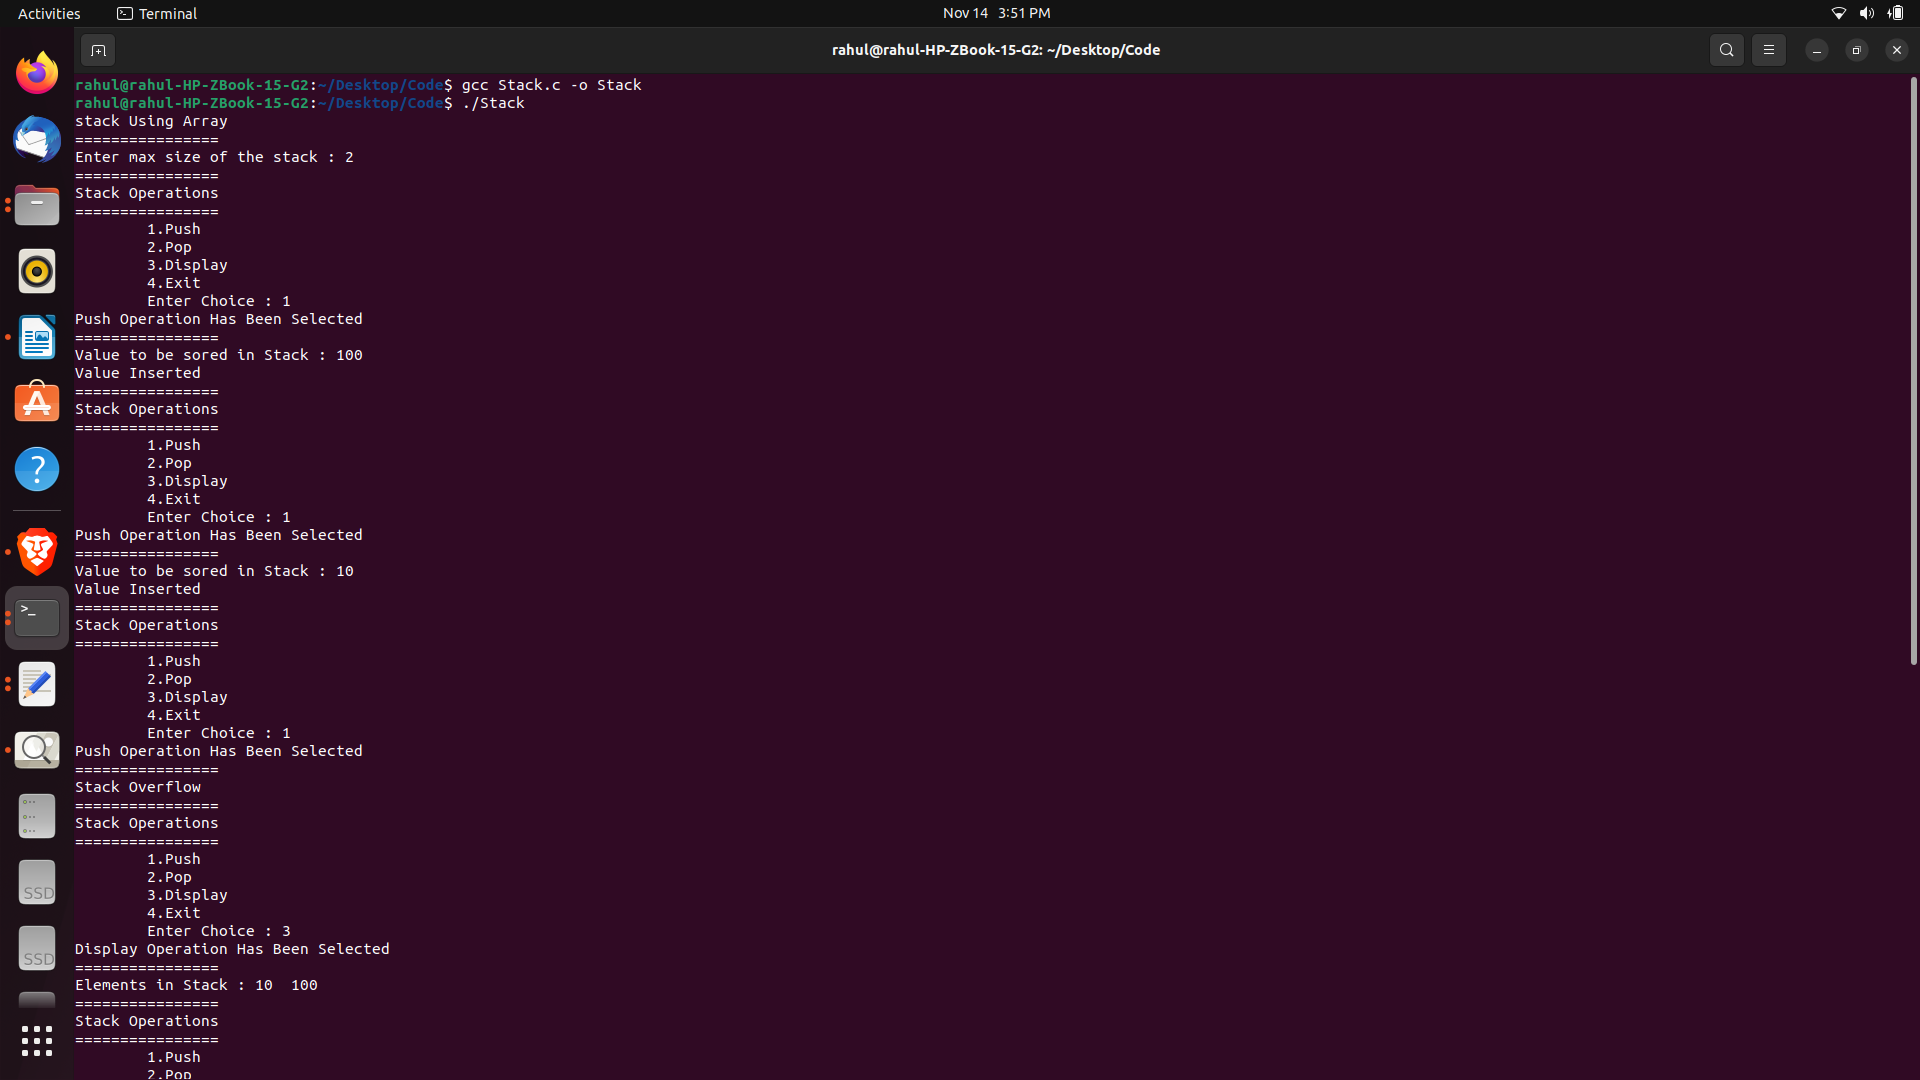 Activities Terminal Nov 14 3:51 PM
rahul@rahul-HP-ZBook-15-G2: ~/Desktop/Code
rahul@rahul-HP-ZBook-15-G2:~/Desktop/Code$ gcc Stack.c -o Stack
rahul@rahul-HP-ZBook-15-G2:~/Desktop/Code$ ./Stack
stack Using Array
================
Enter max size of the stack : 2
================
Stack Operations
================
1.Push
2.Pop
3.Display
4.Exit
Enter Choice : 1
Push Operation Has Been Selected
================
Value to be sored in Stack : 100
Value Inserted
================
Stack Operations
================
1.Push
2.Pop
3.Display
4.Exit
Enter Choice : 1
Push Operation Has Been Selected
================
Value to be sored in Stack : 10
Value Inserted
================
Stack Operations
================
1.Push
2.Pop
3.Display
4.Exit
Enter Choice : 1
Push Operation Has Been Selected
================
Stack Overflow
================
Stack Operations
================
1.Push
2.Pop
3.Display
4.Exit
Enter Choice : 3
Display Operation Has Been Selected
================
Elements in Stack : 10  100
================
Stack Operations
================
1.Push
2.Pop
SSD
SSD